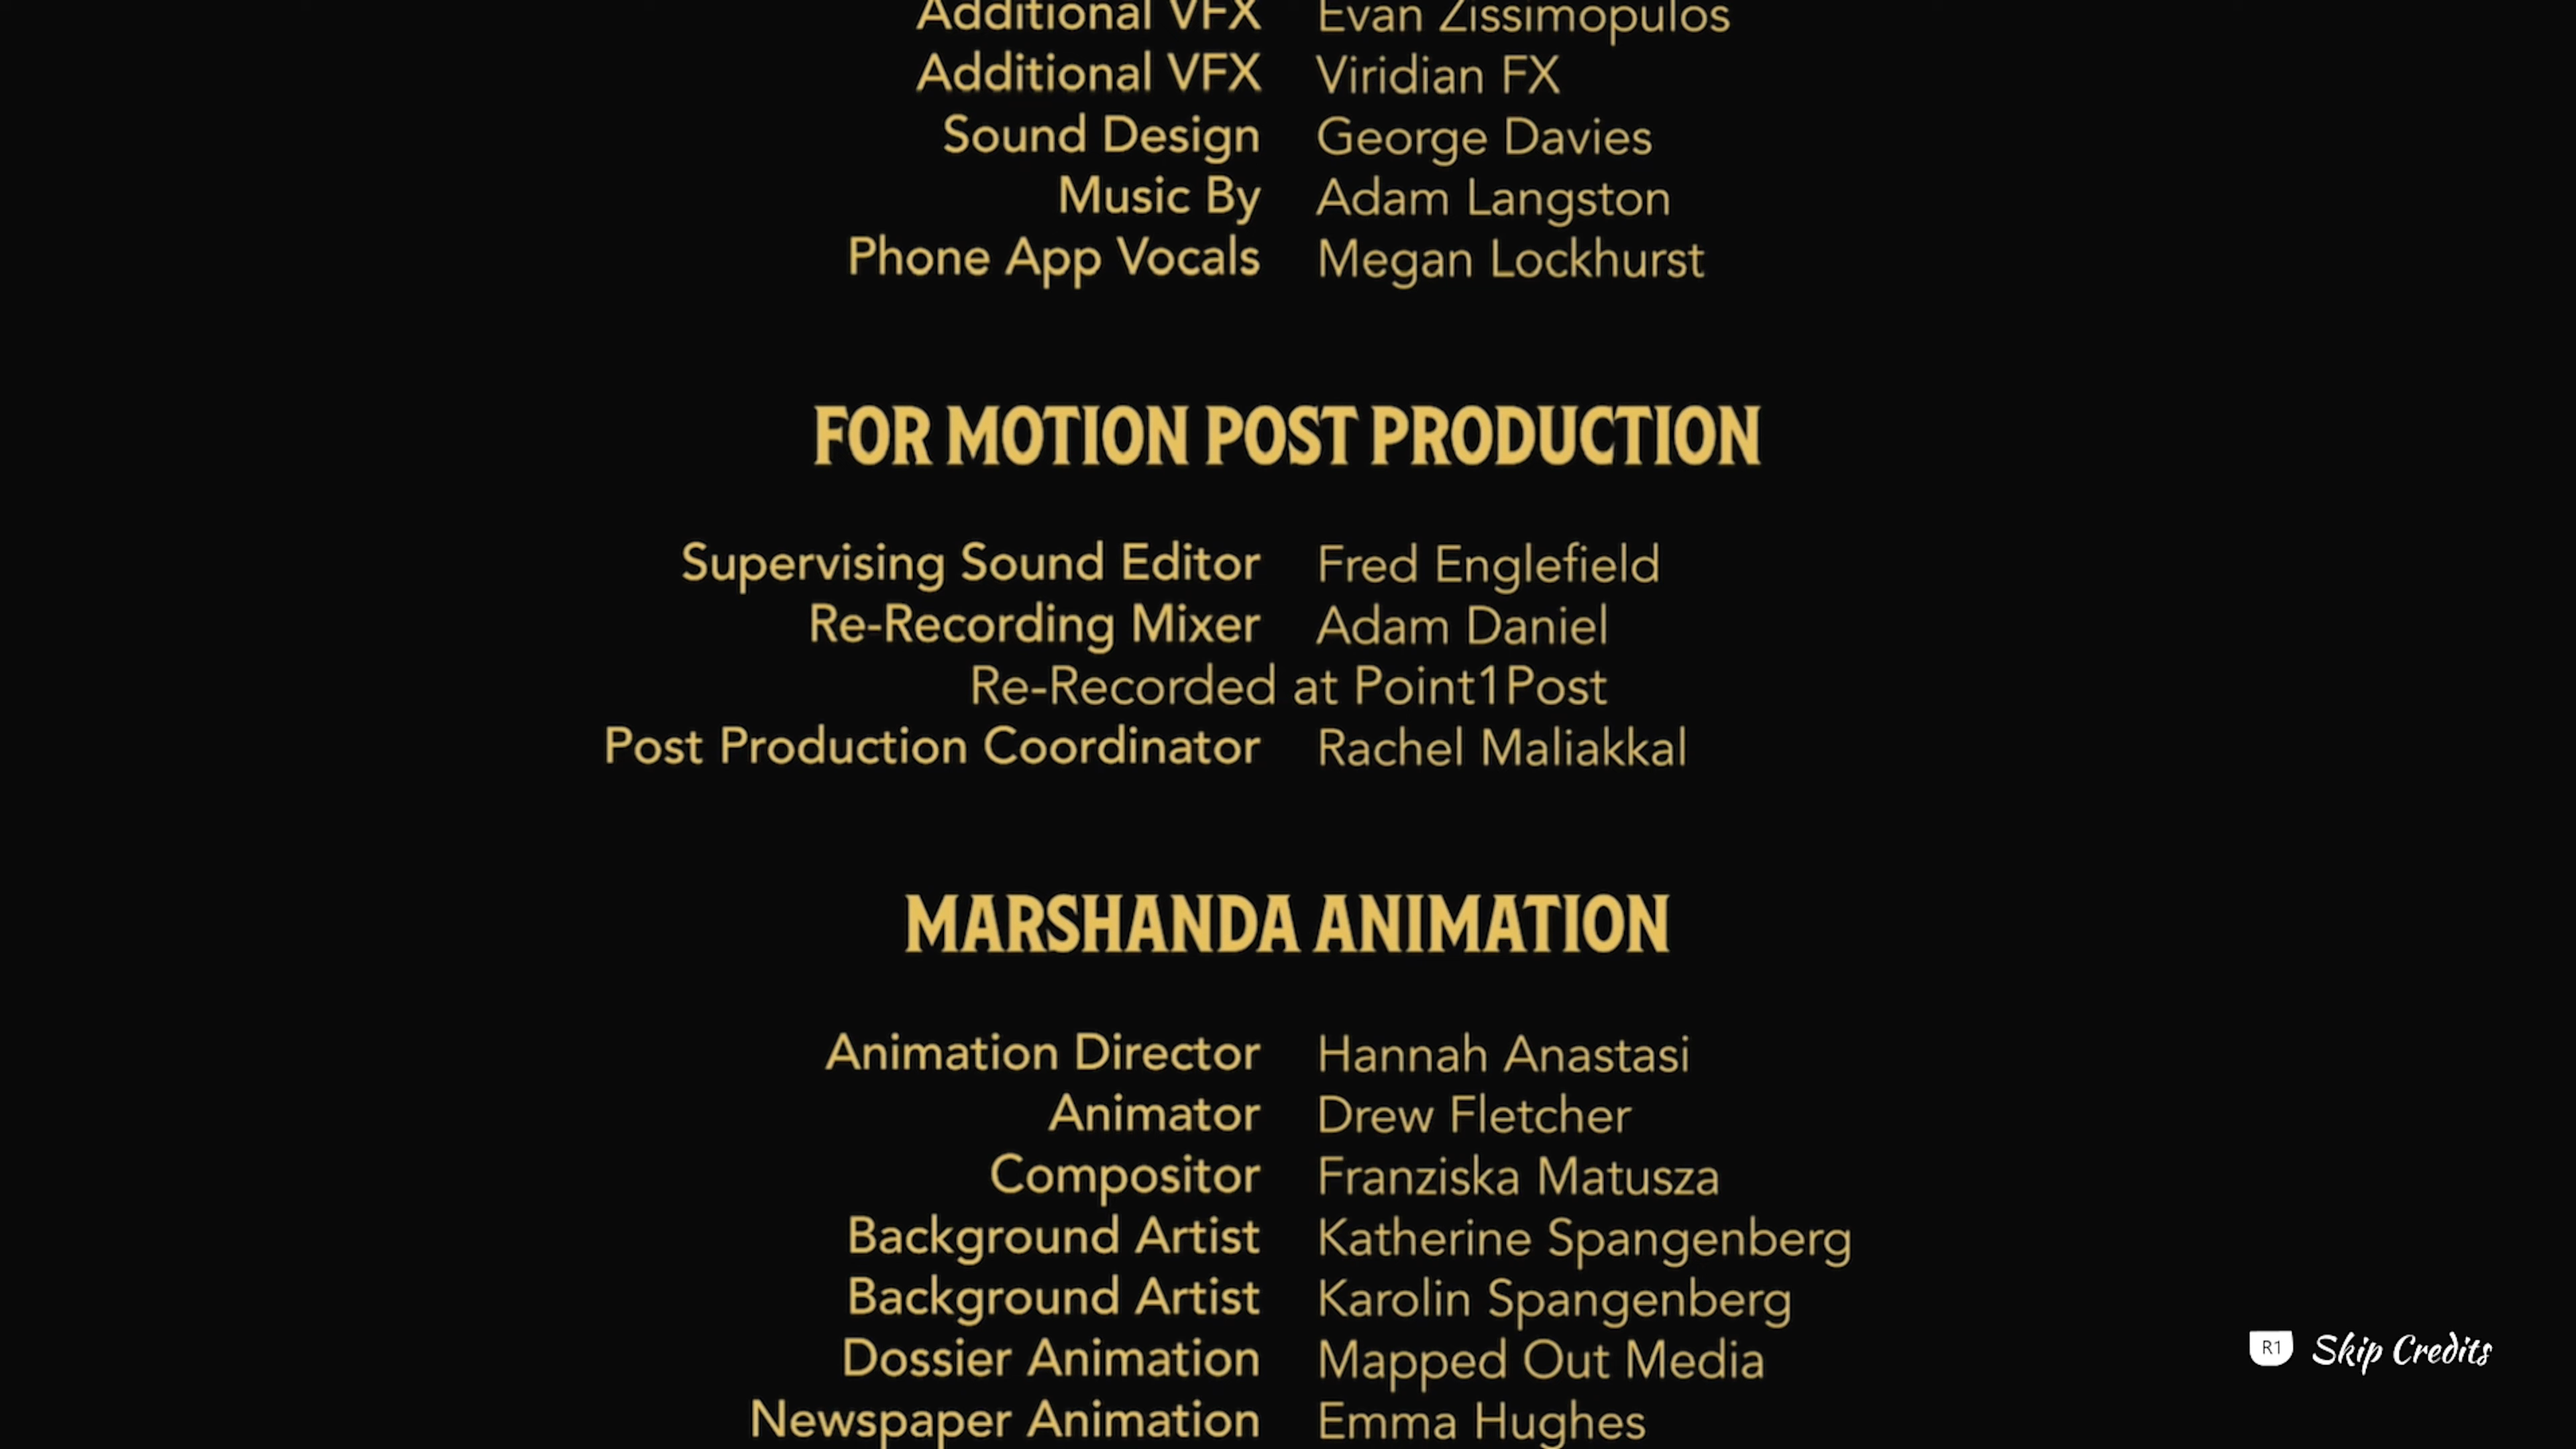 Additional VFX Evan Zissimopulos
Additional VFX Viridian FX
Sound Design George Davies
Music By Adam Langston
Phone App Vocals Megan Lockhurst
FOR MOTION POST PRODUCTION
Supervising Sound Editor Fred Englefield
Re-Recording Mixer Adam Daniel
Re-Recorded at Point1Post
Post Production Coordinator Rachel Maliakkal
MARSHANDA ANIMATION
Animation Director Hannah Anastasi
Animator Drew Fletcher
Compositor Franziska Matusza
Background Artist Katherine Spangenberg
Background Artist Karolin Spangenberg
Dossier Animation Mapped Out Media
R1 Skip Credits
Newspaper Animation Emma Hughes